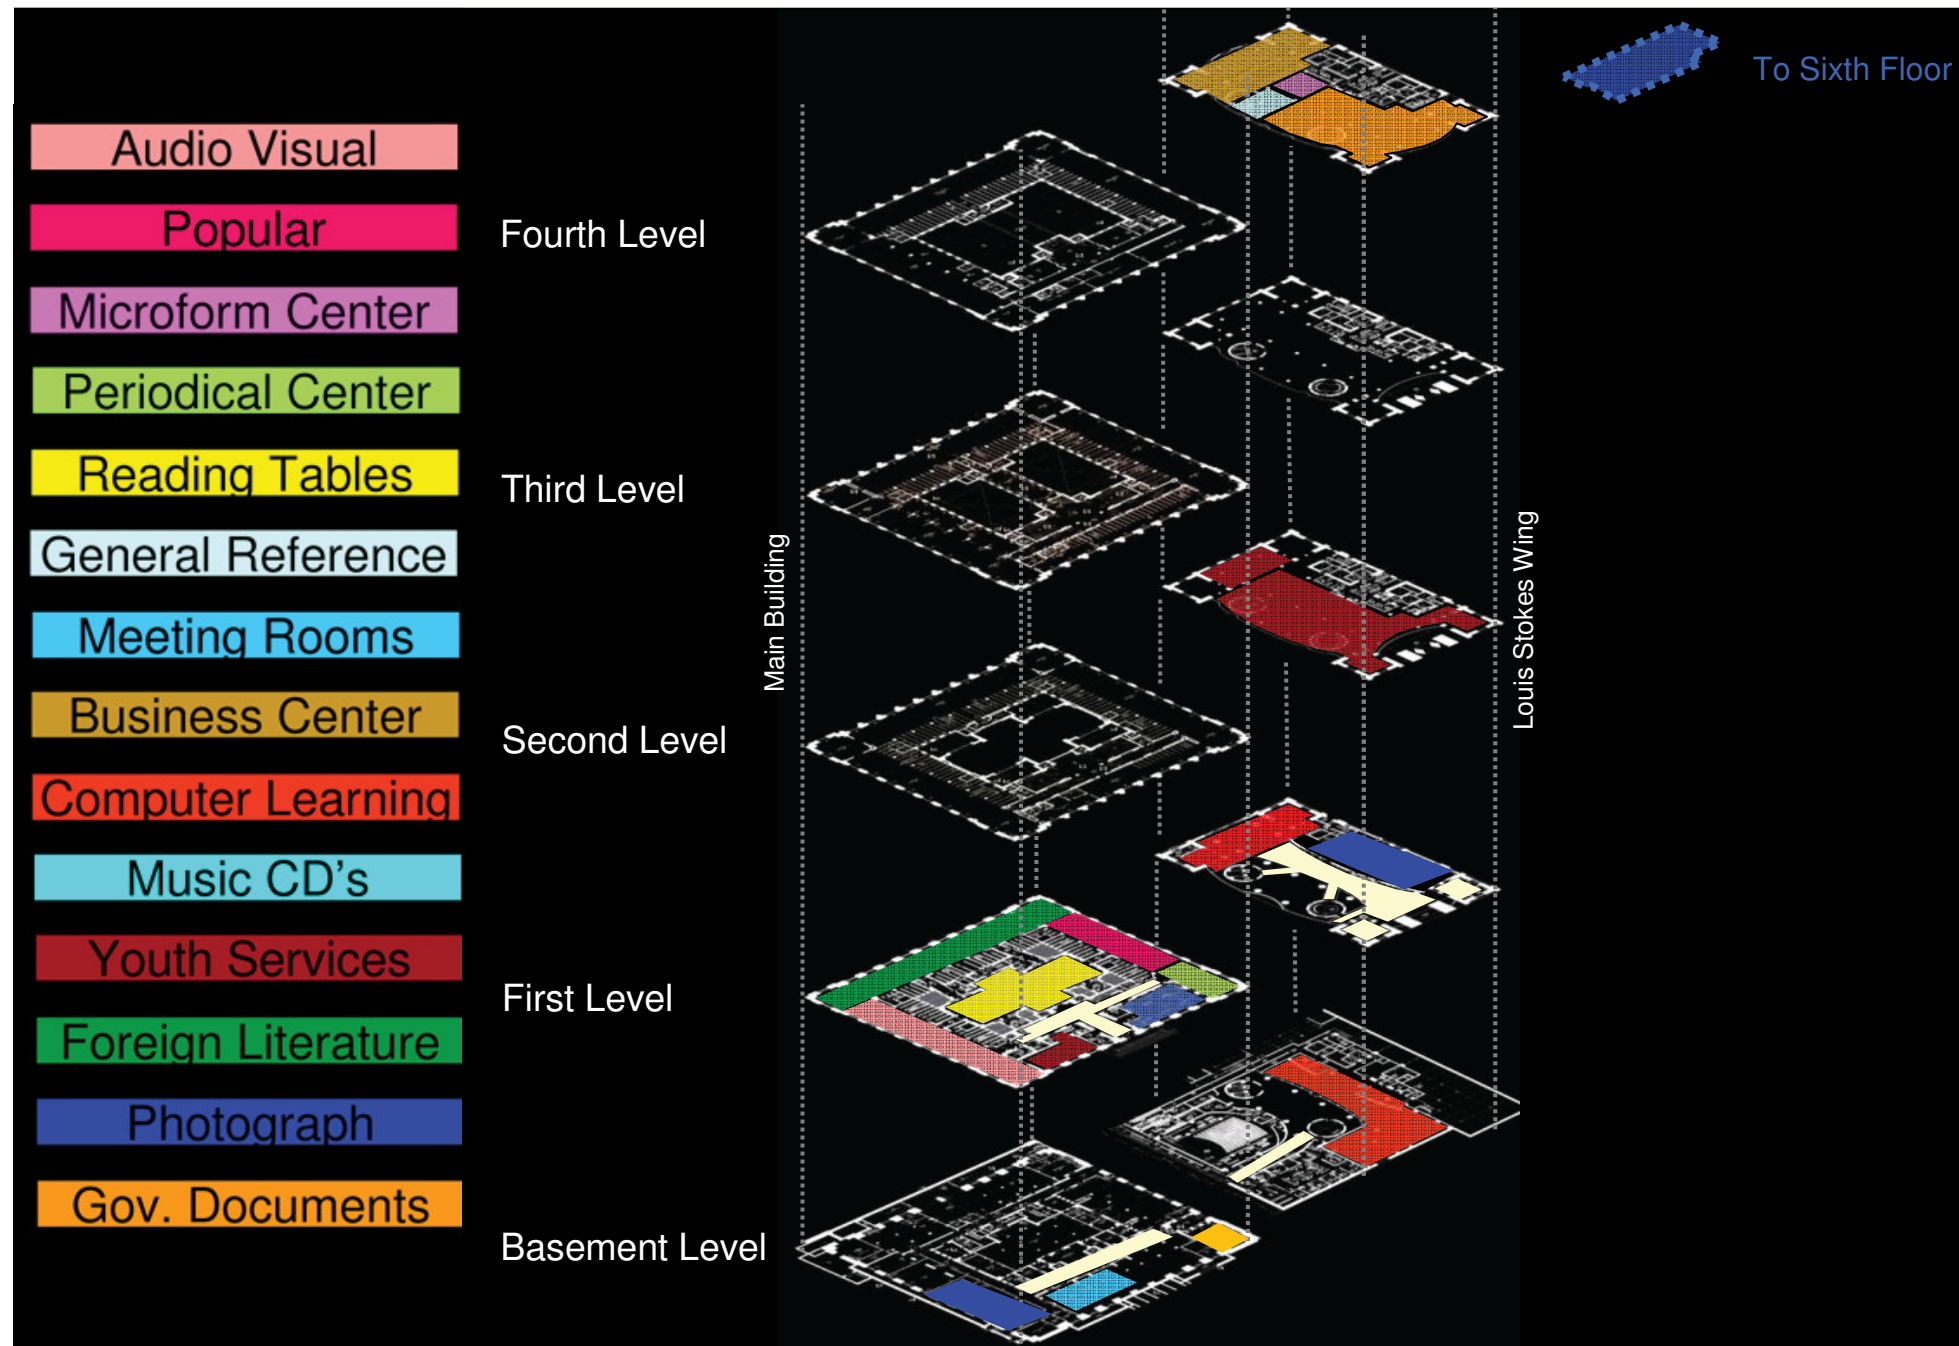 To Sixth Floor
Audio Visual
Popular
Microform Center
Periodical Center
Reading Tables
General Reference
Meeting Rooms
Business Center
Computer Learning
Music CD's
Youth Services
Foreign Literature
Photograph
Gov. Documents
Fourth Level
Third Level
Second Level
First Level
Basement Level
Main Building
Louis Stokes Wing